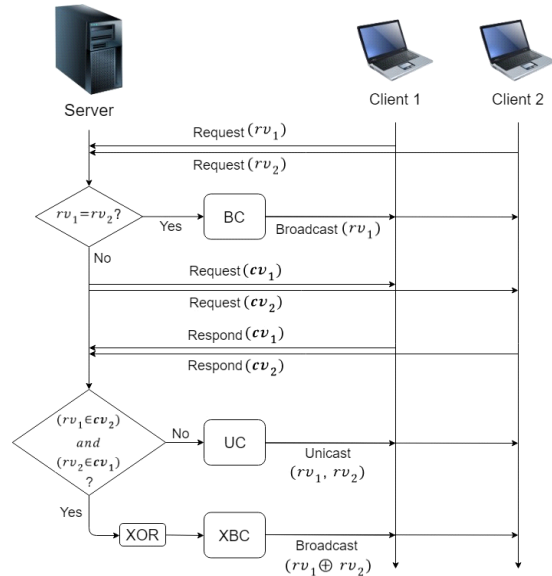 Server
Client 1
Client 2
Request (rv₁)
Request (rv₂)
rv₁=rv₂?
Yes
BC
Broadcast (rv₁)
No
Request (cv₁)
Request (cv₂)
Respond (cv₁)
Respond (cv₂)
(rv₁∈cv₂)
and
(rv₂∈cv₁)
?
No
UC
Unicast
(rv₁, rv₂)
Yes
XOR
XBC
Broadcast
(rv₁⊕ rv₂)